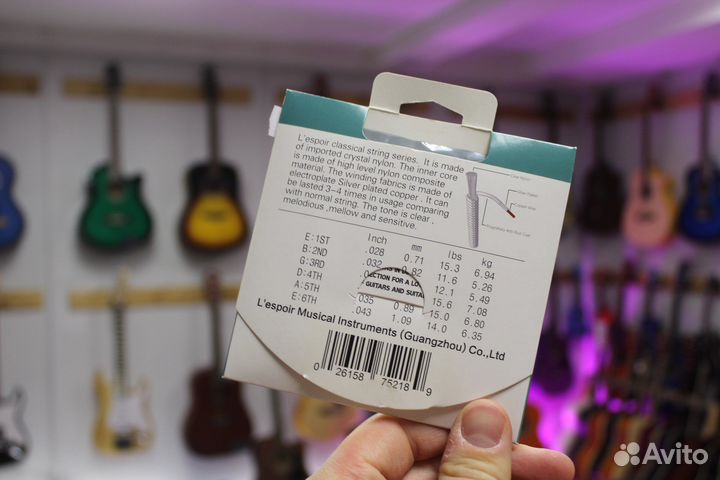 L'espoir classical string series. It is made
of imported crystal nylon. The inner core
is made of high level nylon composite
material. The winding fabrics is made of
electroplate Silver plated copper. It can
be lasted 3-4 times in usage comparing
with normal string. The tone is clear,
melodious, mellow and sensitive.
Inch mm lbs kg
E:1ST .028 0.71 15.3 6.94
B:2ND .032 0.82 11.6 5.26
G:3RD 12.1 5.49
D:4TH 15.6 7.08
A:5TH .035 0.89 15.0 6.80
E:6TH .043 1.09 14.0 6.35
GUITARS AND
L'espoir Musical Instruments (Guangzhou) Co.,Ltd
0 26158 75218 9
Avito